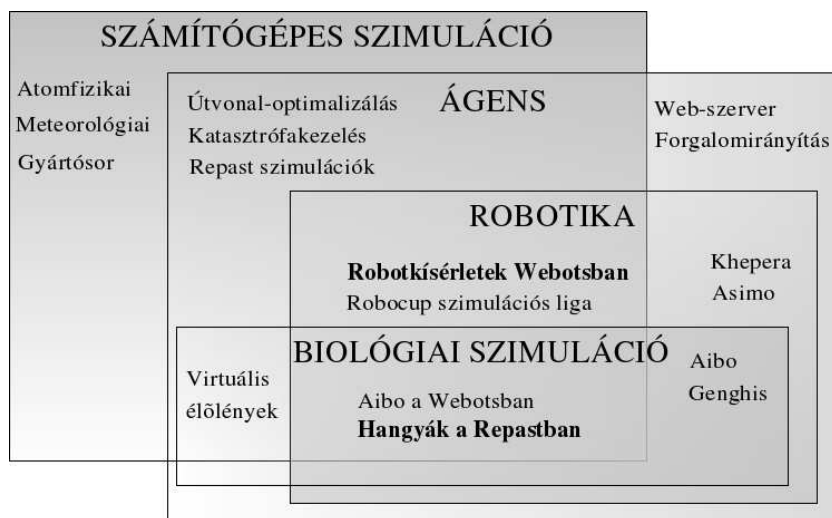 SZÁMÍTÓGÉPES SZIMULÁCIÓ
Atomfizikai
Meteorológiai
Gyártósor
ÁGENS
Útvonal-optimalizálás
Katasztrófakezelés
Repast szimulációk
Web-szerver
Forgalomirányítás
ROBOTIKA
Robotkísérletek Webotsban
Robocup szimulációs liga
Khepera
Asimo
BIOLÓGIAI SZIMULÁCIÓ
Virtuális
élõlények
Aibo a Webotsban
Hangyák a Repastban
Aibo
Genghis